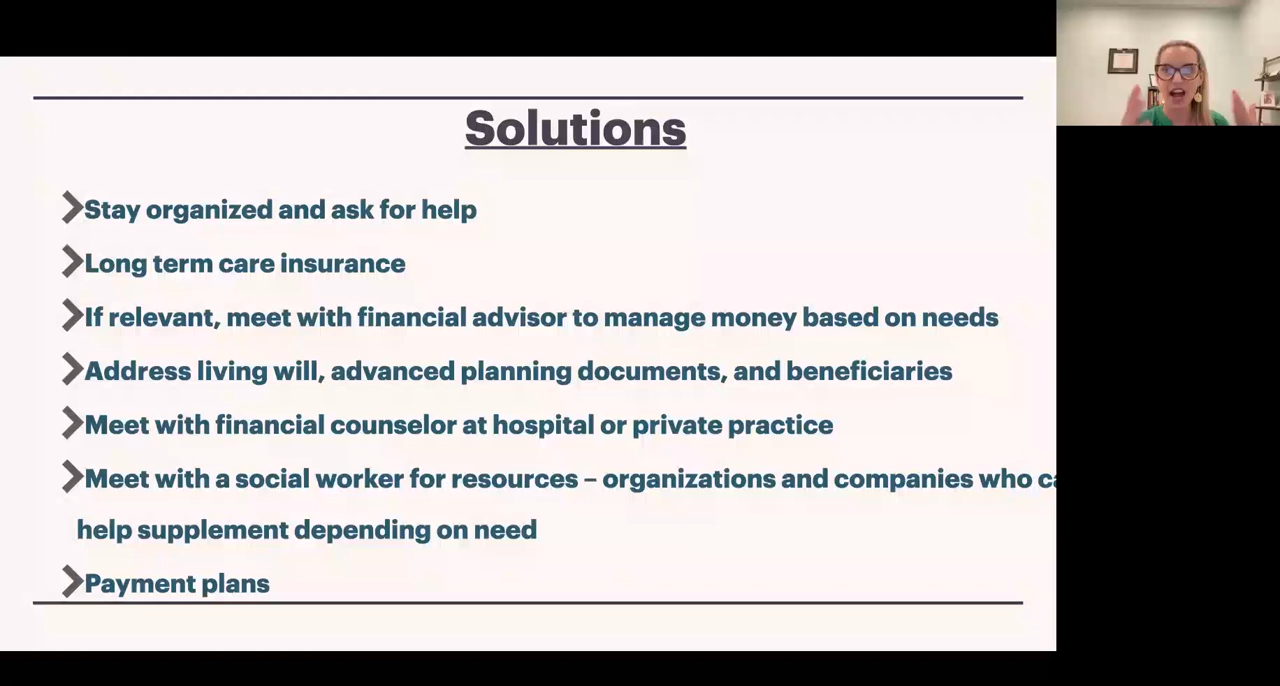 Solutions
Stay organized and ask for help
Long term care insurance
If relevant, meet with financial advisor to manage money based on needs
Address living will, advanced planning documents, and beneficiaries
Meet with financial counselor at hospital or private practice
Meet with a social worker for resources – organizations and companies who
help supplement depending on need
Payment plans